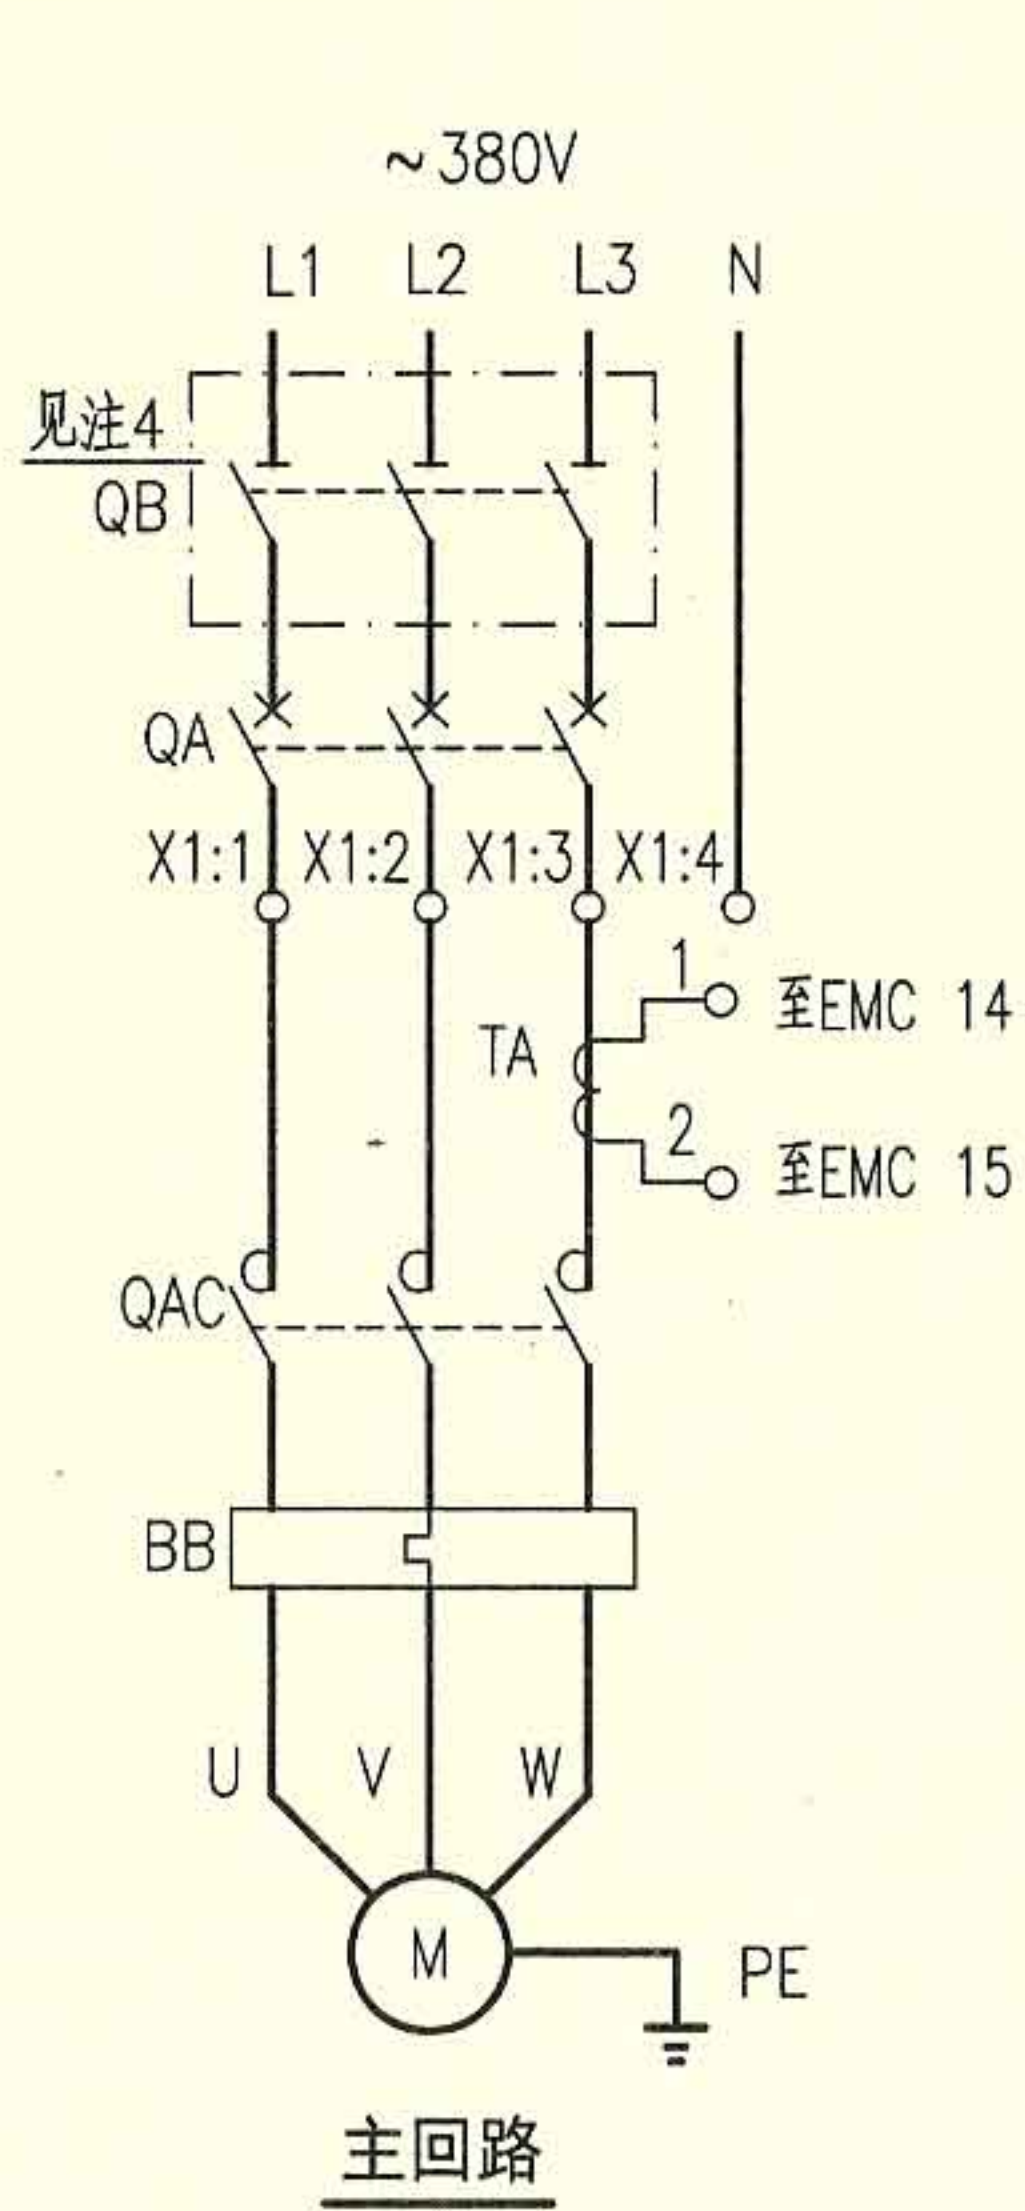 ~380V
L1 L2 L3 N
见注4
QB
QA
X1:1 X1:2 X1:3 X1:4
1 至EMC 14
TA
2 至EMC 15
QAC
BB
U V W
M
PE
主回路